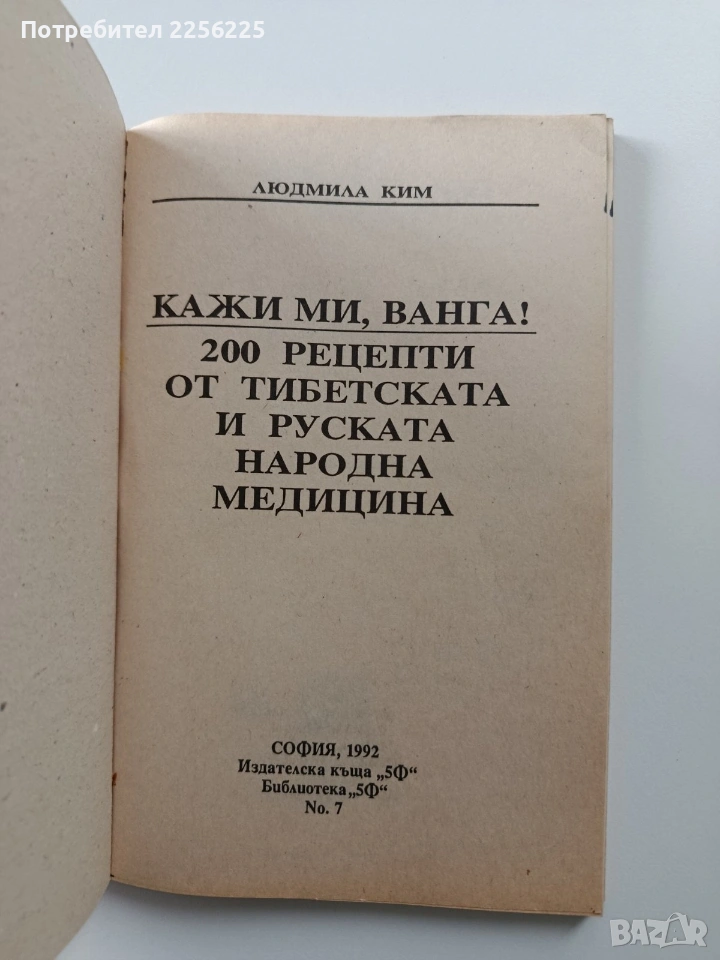 Потребител 2256225
ЛЮДМИЛА КИМ
КАЖИ МИ, ВАНГА!
200 РЕЦЕПТИ
ОТ ТИБЕТСКАТА
И РУСКАТА
НАРОДНА
МЕДИЦИНА
СОФИЯ, 1992
Издателска къща „5Ф“
Библиотека „5Ф“
No. 7
BAZAR